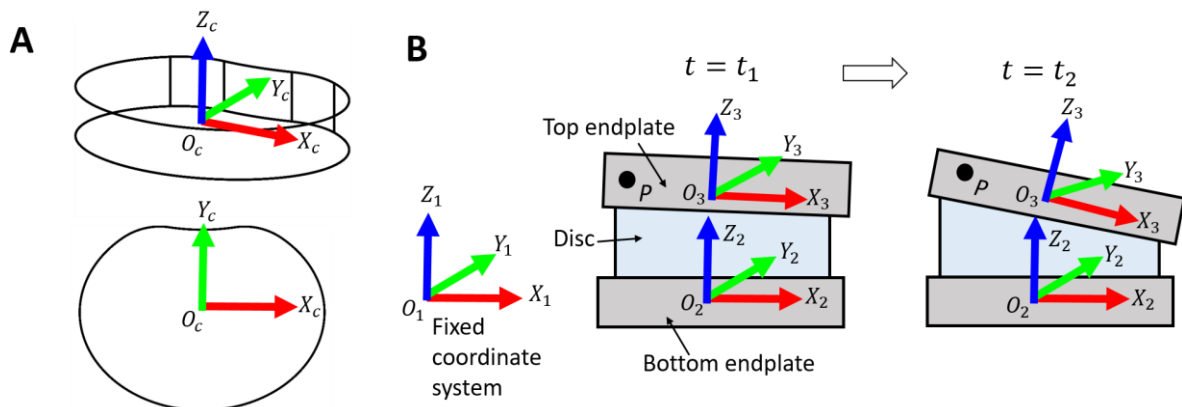 A
Z_c
Y_c
O_c
X_c
Y_c
O_c
X_c
B
t = t_1
t = t_2
Z_3
Z_3
Top endplate
Y_3
Y_3
P
O_3
X_3
P
O_3
X_3
Z_1
Z_2
Z_2
Disc
Y_1
Y_2
Y_2
O_1
X_1
O_2
X_2
O_2
X_2
Fixed
coordinate
system
Bottom endplate